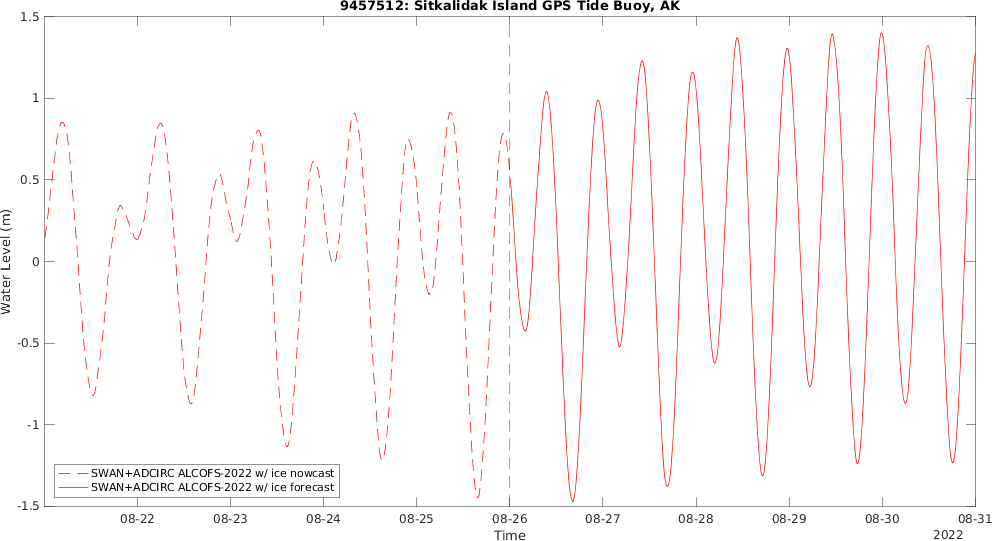 9457512: Sitkalidak Island GPS Tide Buoy, AK
1.5
1
0.5
0
-0.5
-1
-1.5
Water Level (m)
SWAN+ADCIRC ALCOFS-2022 w/ ice nowcast
SWAN+ADCIRC ALCOFS-2022 w/ ice forecast
08-22 08-23 08-24 08-25 08-26 08-27 08-28 08-29 08-30 08-31
Time
2022